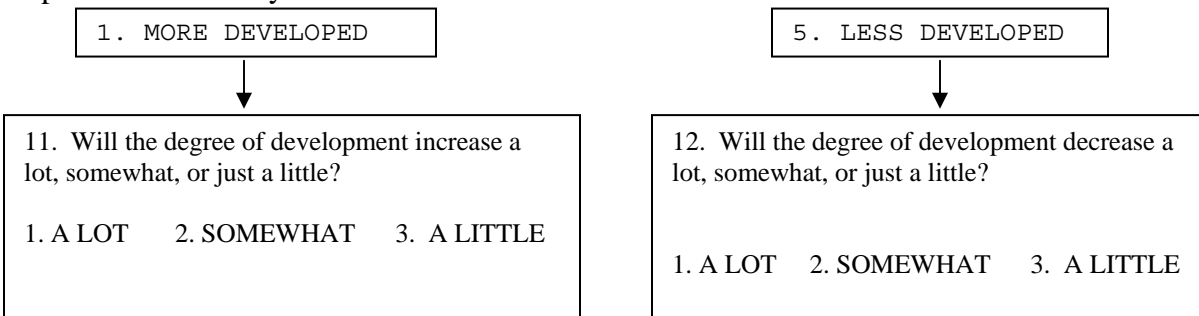 1. MORE DEVELOPED
5. LESS DEVELOPED
11. Will the degree of development increase a
lot, somewhat, or just a little?
1. A LOT 2. SOMEWHAT 3. A LITTLE
12. Will the degree of development decrease a
lot, somewhat, or just a little?
1. A LOT 2. SOMEWHAT 3. A LITTLE